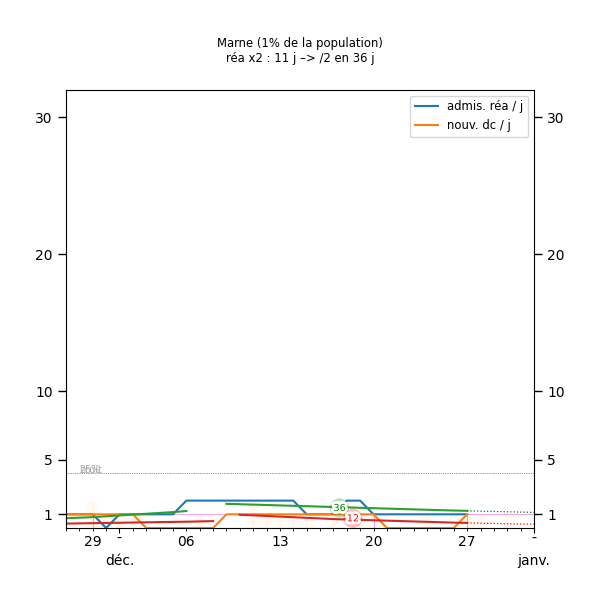 Marne (1% de la population)
réa x2 : 11 j –> /2 en 36 j
admis. réa / j
nouv. dc / j
30 30
20 20
10 10
5 5
1 1
36
12
29 - 06 13 20 27 -
déc. janv.